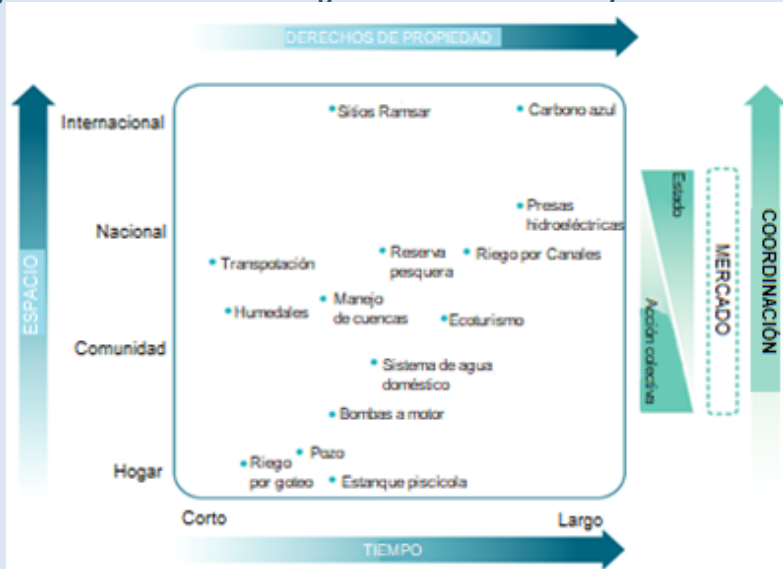 DERECHOS DE PROPIEDAD
Internacional
Sitios Ramsar
Carbono azul
Presas
hidroeléctricas
Nacional
Reserva
pesquera
Riego por Canales
Transpotación
Manejo
de cuencas
Humedales
Ecoturismo
Comunidad
Sistema de agua
doméstico
Bombas a motor
Pozo
Riego
por goteo
Hogar
Estanque piscícola
Corto
Largo
TIEMPO
ESPACIO
Estado
Acción colectiva
MERCADO
COORDINACIÓN